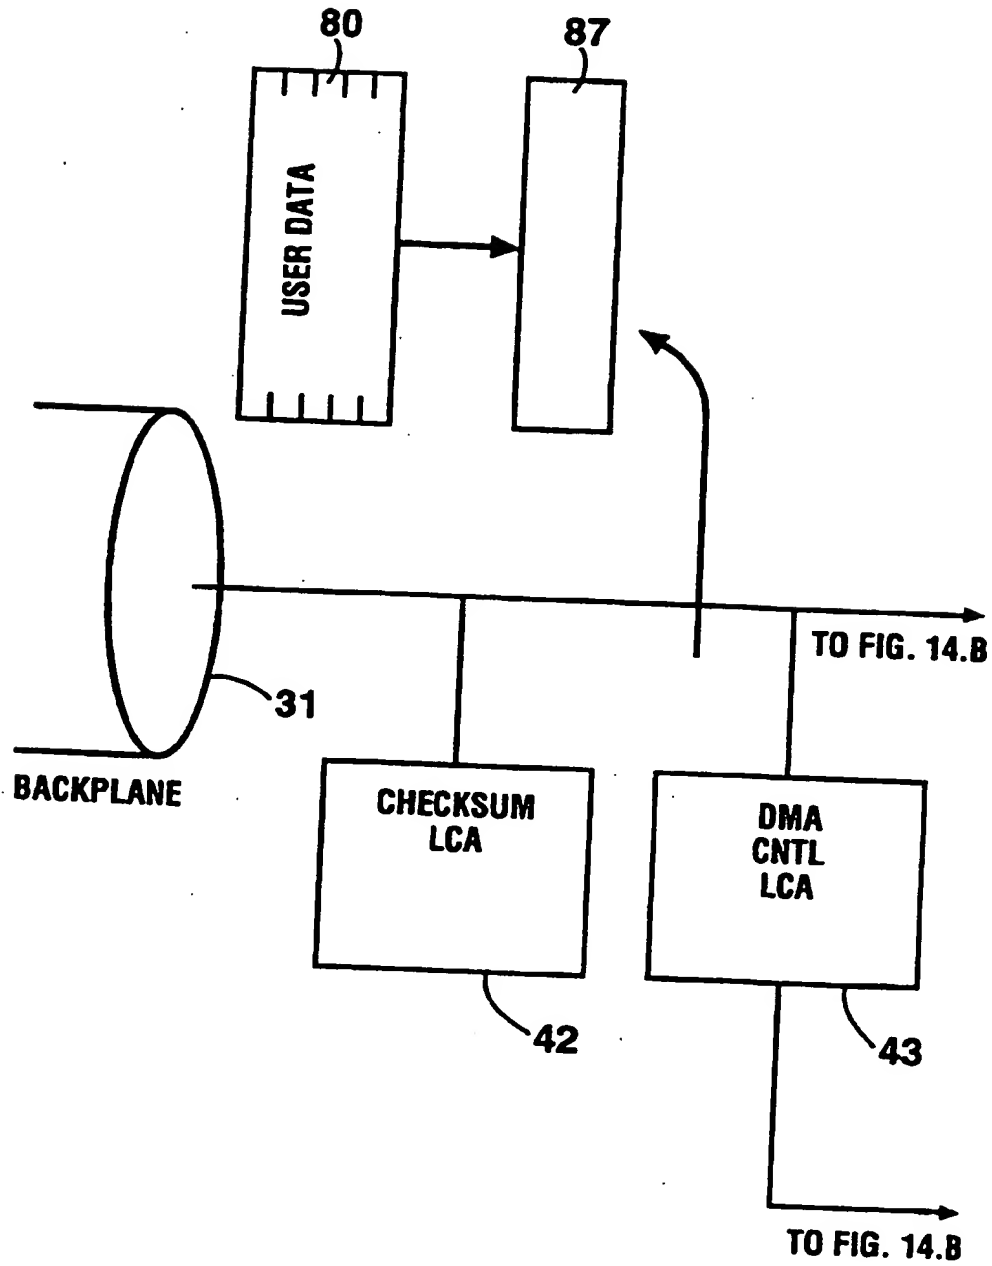 80
87
USER DATA
TO FIG. 14.B
31
BACKPLANE
CHECKSUM
LCA
DMA
CNTL
LCA
42
43
TO FIG. 14.B